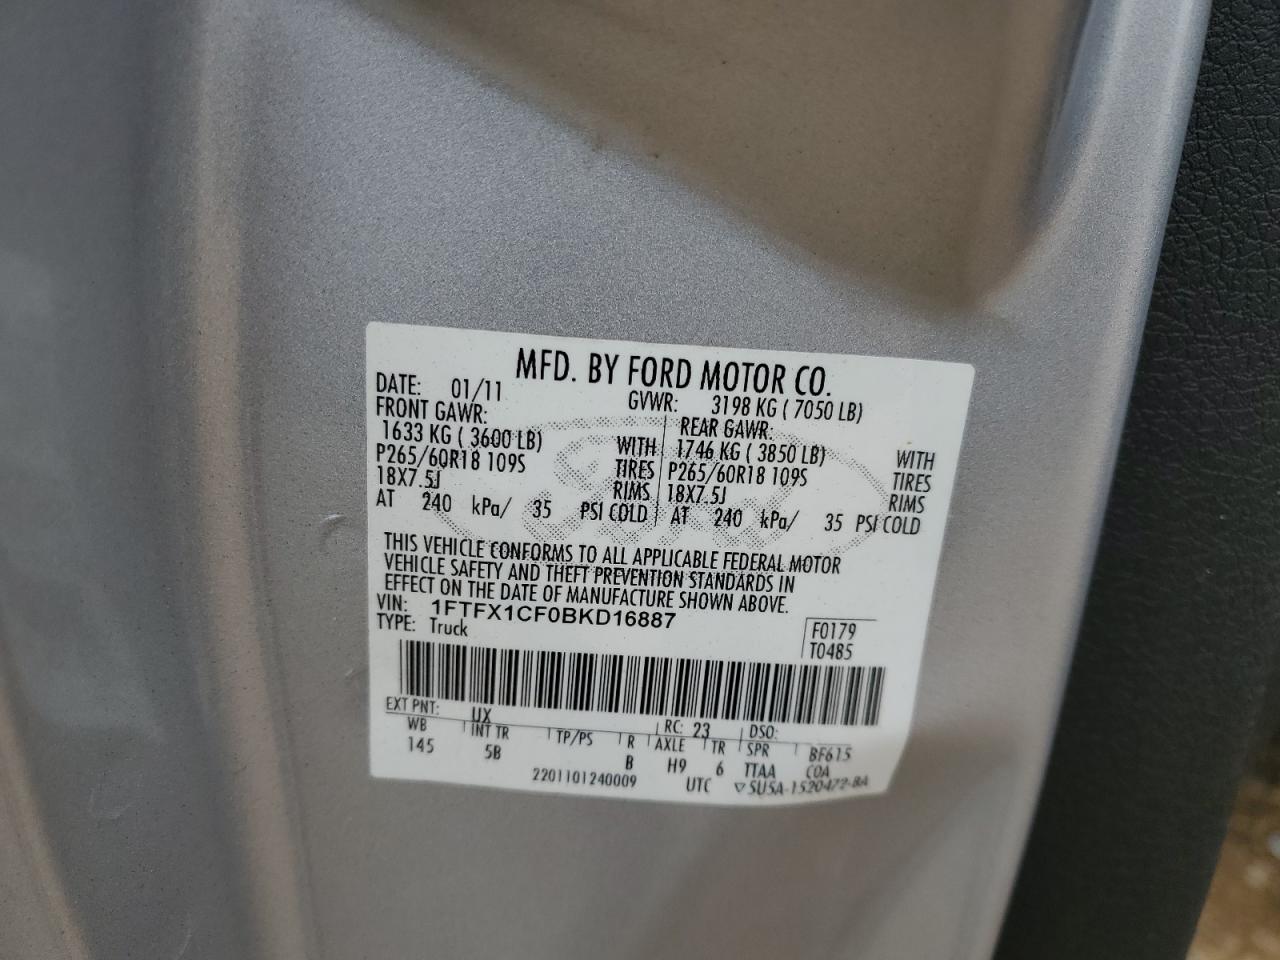 MFD. BY FORD MOTOR CO.
DATE: 01/11 GVWR: 3198 KG ( 7050 LB)
FRONT GAWR: REAR GAWR:
1633 KG ( 3600 LB) WITH 1746 KG ( 3850 LB) WITH
P265/60R18 109S TIRES P265/60R18 109S TIRES
18X7.5J RIMS 18X7.5J RIMS
AT 240 kPa/ 35 PSI COLD AT 240 kPa/ 35 PSI COLD
THIS VEHICLE CONFORMS TO ALL APPLICABLE FEDERAL MOTOR
VEHICLE SAFETY AND THEFT PREVENTION STANDARDS IN
EFFECT ON THE DATE OF MANUFACTURE SHOWN ABOVE.
VIN: 1FTFX1CF0BKD16887
TYPE: Truck
F0179
T0485
EXT PNT: UX RC: 23 DSO:
WB INT TR TP/PS R AXLE TR SPR BF615
145 5B B H9 6 TTAA COA
2201101240009 UTC ▽5U5A-1520472-BA